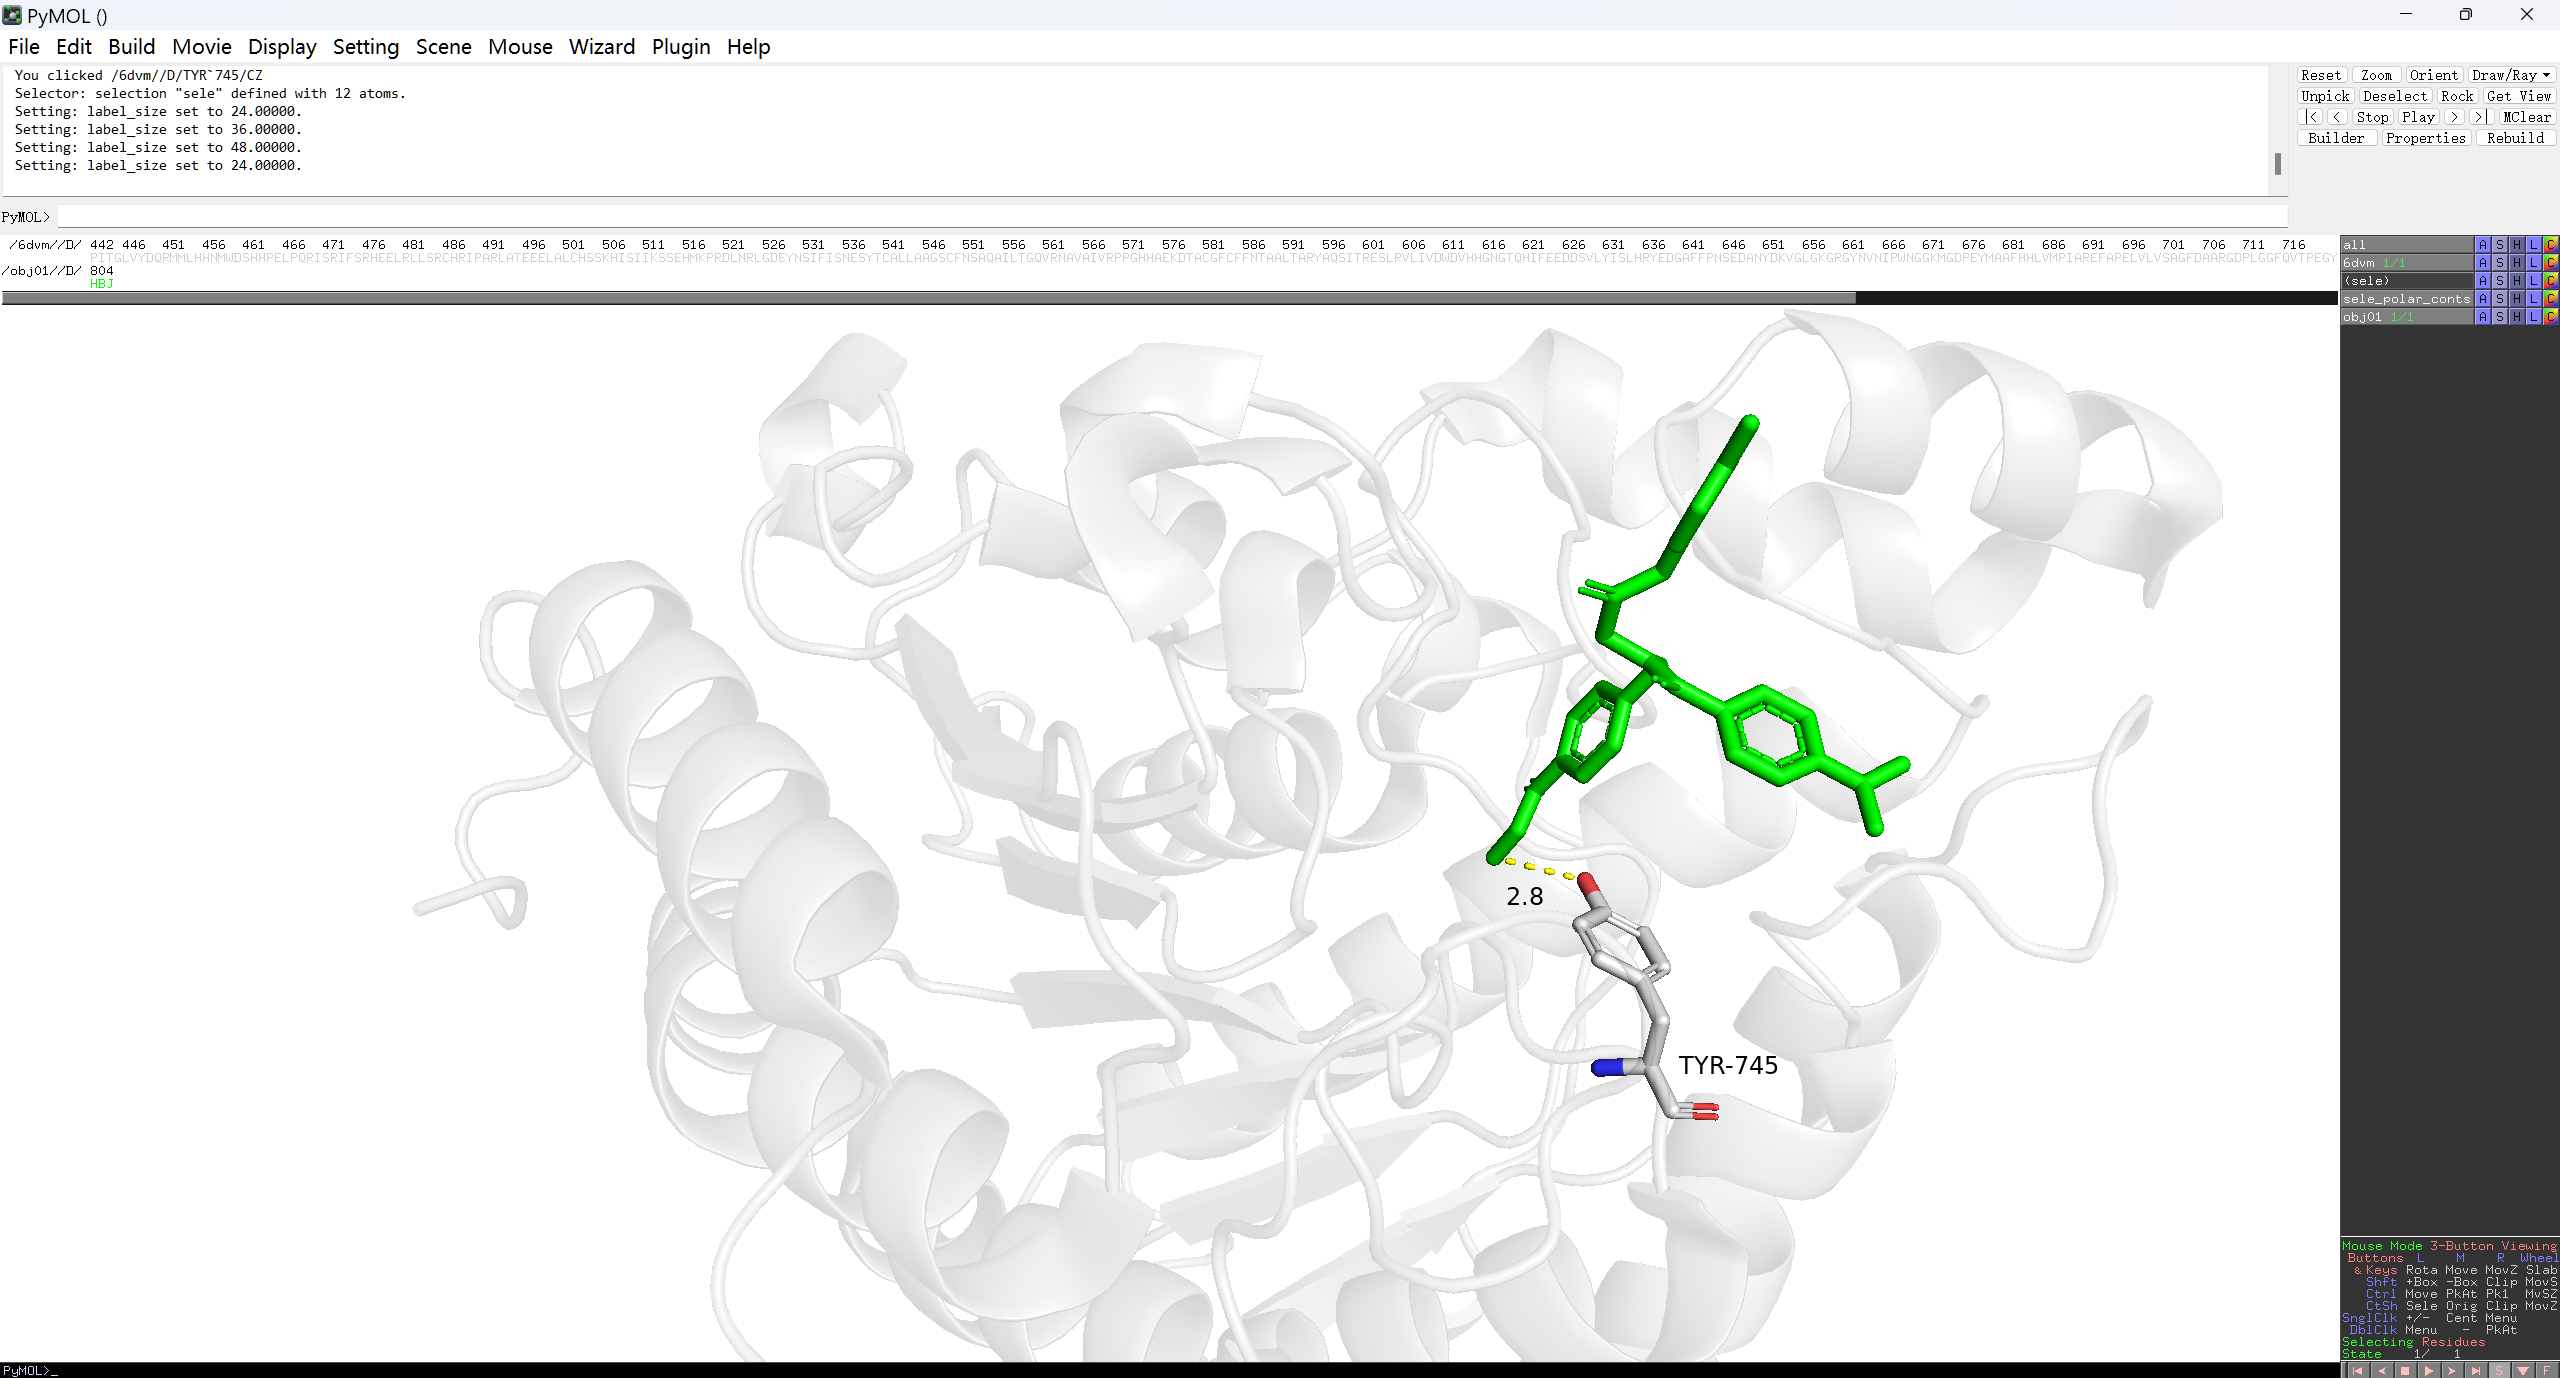 PyMOL ()
File Edit Build Movie Display Setting Scene Mouse Wizard Plugin Help
You clicked /6dvm//D/TYR`745/CZ
Selector: selection "sele" defined with 12 atoms.
Setting: label_size set to 24.00000.
Setting: label_size set to 36.00000.
Setting: label_size set to 48.00000.
Setting: label_size set to 24.00000.
Reset Zoom Orient Draw/Ray
Unpick Deselect Rock Get View
|< < Stop Play > >| MClear
Builder Properties Rebuild
PyMOL>
/6dvm//D/ 442 446 451 456 461 466 471 476 481 486 491 496 501 506 511 516 521 526 531 536 541 546 551 556 561 566 571 576 581 586 591 596 601 606 611 616 621 626 631 636 641 646 651 656 661 666 671 676 681 686 691 696 701 706 711 716
/obj01//D/ 804
HBJ
all A S H L C
6dvm 1/1 A S H L C
(sele) A S H L C
sele_polar_conts A S H L C
obj01 1/1 A S H L C
2.8
TYR-745
Mouse Mode 3-Button Viewing
Buttons L M R Wheel
& Keys Rota Move MovZ Slab
Shft +Box -Box Clip MovS
Ctrl Move PkAt Pk1 MvSZ
CtSh Sele Orig Clip MovZ
SnglClk +/- Cent Menu
DblClk Menu - PkAt
Selecting Residues
State 1/ 1
S F
PyMOL>_